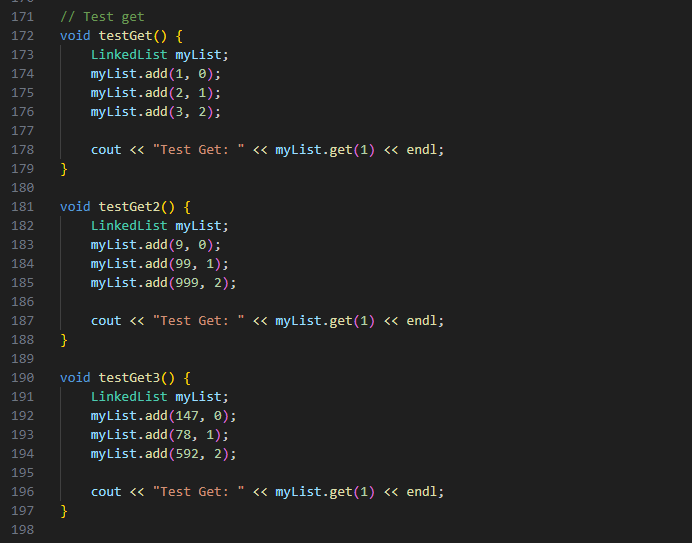 171 // Test get
172 void testGet() {
173 LinkedList myList;
174 myList.add(1, 0);
175 myList.add(2, 1);
176 myList.add(3, 2);
177
178 cout << "Test Get: " << myList.get(1) << endl;
179 }
180
181 void testGet2() {
182 LinkedList myList;
183 myList.add(9, 0);
184 myList.add(99, 1);
185 myList.add(999, 2);
186
187 cout << "Test Get: " << myList.get(1) << endl;
188 }
189
190 void testGet3() {
191 LinkedList myList;
192 myList.add(147, 0);
193 myList.add(78, 1);
194 myList.add(592, 2);
195
196 cout << "Test Get: " << myList.get(1) << endl;
197 }
198